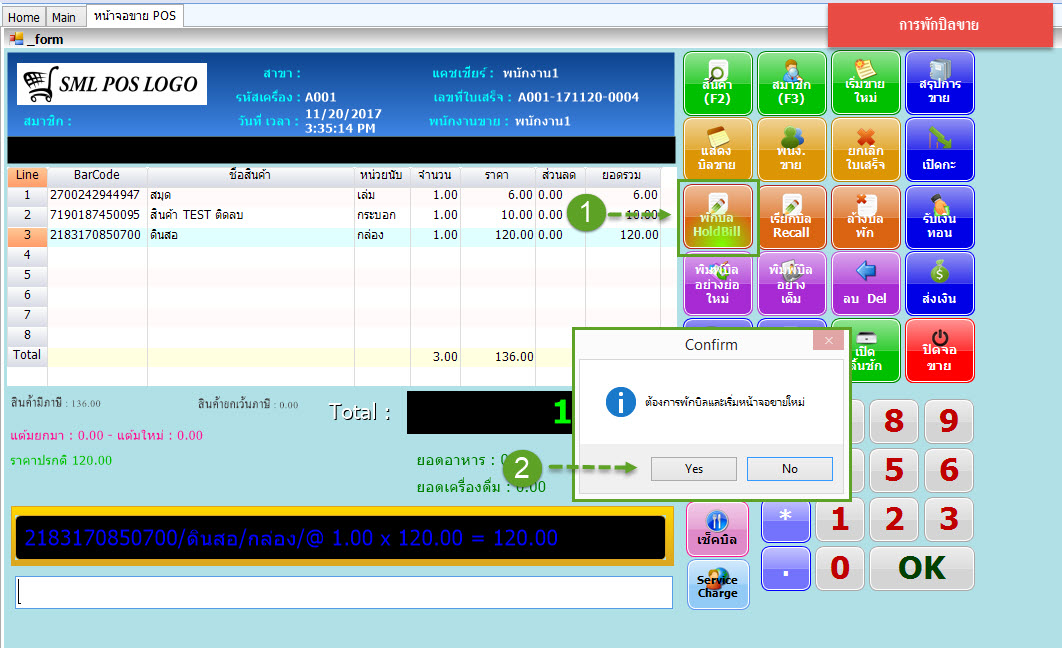 Home Main หน้าจอขาย POS
การพักบิลขาย
_form
SML POS LOGO
สาขา :
แคชเชียร์ : พนักงาน1
รหัสเครื่อง : A001
เลขที่ใบเสร็จ : A001-171120-0004
สมาชิก :
วันที่ เวลา : 11/20/2017 3:35:14 PM
พนักงานขาย : พนักงาน1
Line BarCode ชื่อสินค้า หน่วยนับ จำนวน ราคา ส่วนลด ยอดรวม
1 2700242944947 สมุด เล่ม 1.00 6.00 0.00 6.00
2 7190187450095 สินค้า TEST ติดลบ กระบอก 1.00 10.00 0.00 10.00
3 2183170850700 ดินสอ กล่อง 1.00 120.00 0.00 120.00
4
5
6
7
8
Total 3.00 136.00
สินค้า (F2)
สมาชิก (F3)
เริ่มขาย ใหม่
สรุปการ ขาย
แสดง บิลขาย
พนง. ขาย
ยกเลิก ใบเสร็จ
เปิดกะ
1
พักบิล HoldBill
เรียกบิล Recall
ล้างบิล พัก
รับเงิน ทอน
พิมพ์บิล อย่างย่อ ใหม่
พิมพ์บิล อย่าง เต็ม
ลบ Del
ส่งเงิน
เปิด ลิ้นชัก
ปิดจอ ขาย
Confirm
ต้องการพักบิลและเริ่มหน้าจอขายใหม่
2
Yes No
สินค้ามีภาษี : 136.00
สินค้ายกเว้นภาษี : 0.00
Total : 1
แต้มยกมา : 0.00 - แต้มใหม่ : 0.00
ราคาปรกติ 120.00
ยอดอาหาร :
ยอดเครื่องดื่ม : 0.00
2183170850700/ดินสอ/กล่อง/@ 1.00 x 120.00 = 120.00
8 9
5 6
เช็คบิล
* 1 2 3
Service Charge
. 0 OK